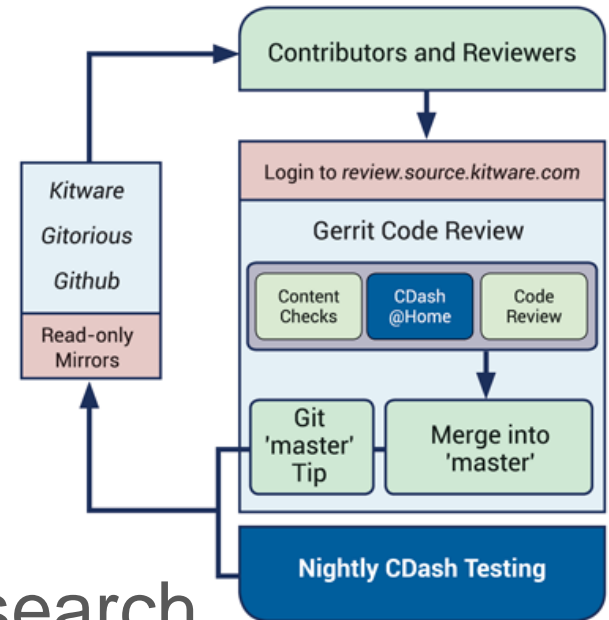 Contributors and Reviewers
Login to review.source.kitware.com
Gerrit Code Review
Content
Checks
CDash
@Home
Code
Review
Merge into
'master'
Git
'master'
Tip
Nightly CDash Testing
Kitware
Gitorious
Github
Read-only
Mirrors
search